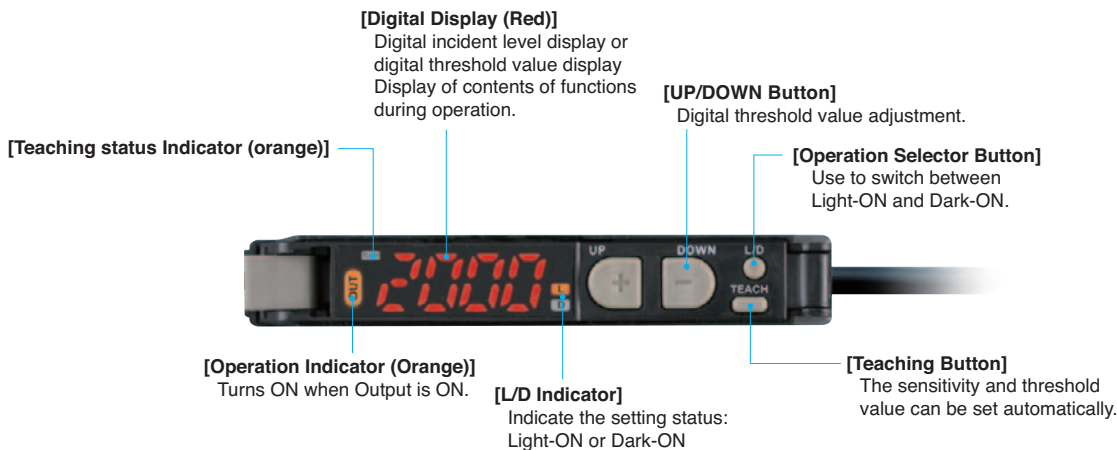 [Digital Display (Red)]
Digital incident level display or
digital threshold value display
Display of contents of functions
during operation.
[UP/DOWN Button]
Digital threshold value adjustment.
[Teaching status Indicator (orange)]
[Operation Selector Button]
Use to switch between
Light-ON and Dark-ON.
UP
DOWN
L/D
OUT
2000
L
D
+
−
TEACH
[Operation Indicator (Orange)]
Turns ON when Output is ON.
[L/D Indicator]
Indicate the setting status:
Light-ON or Dark-ON
[Teaching Button]
The sensitivity and threshold
value can be set automatically.